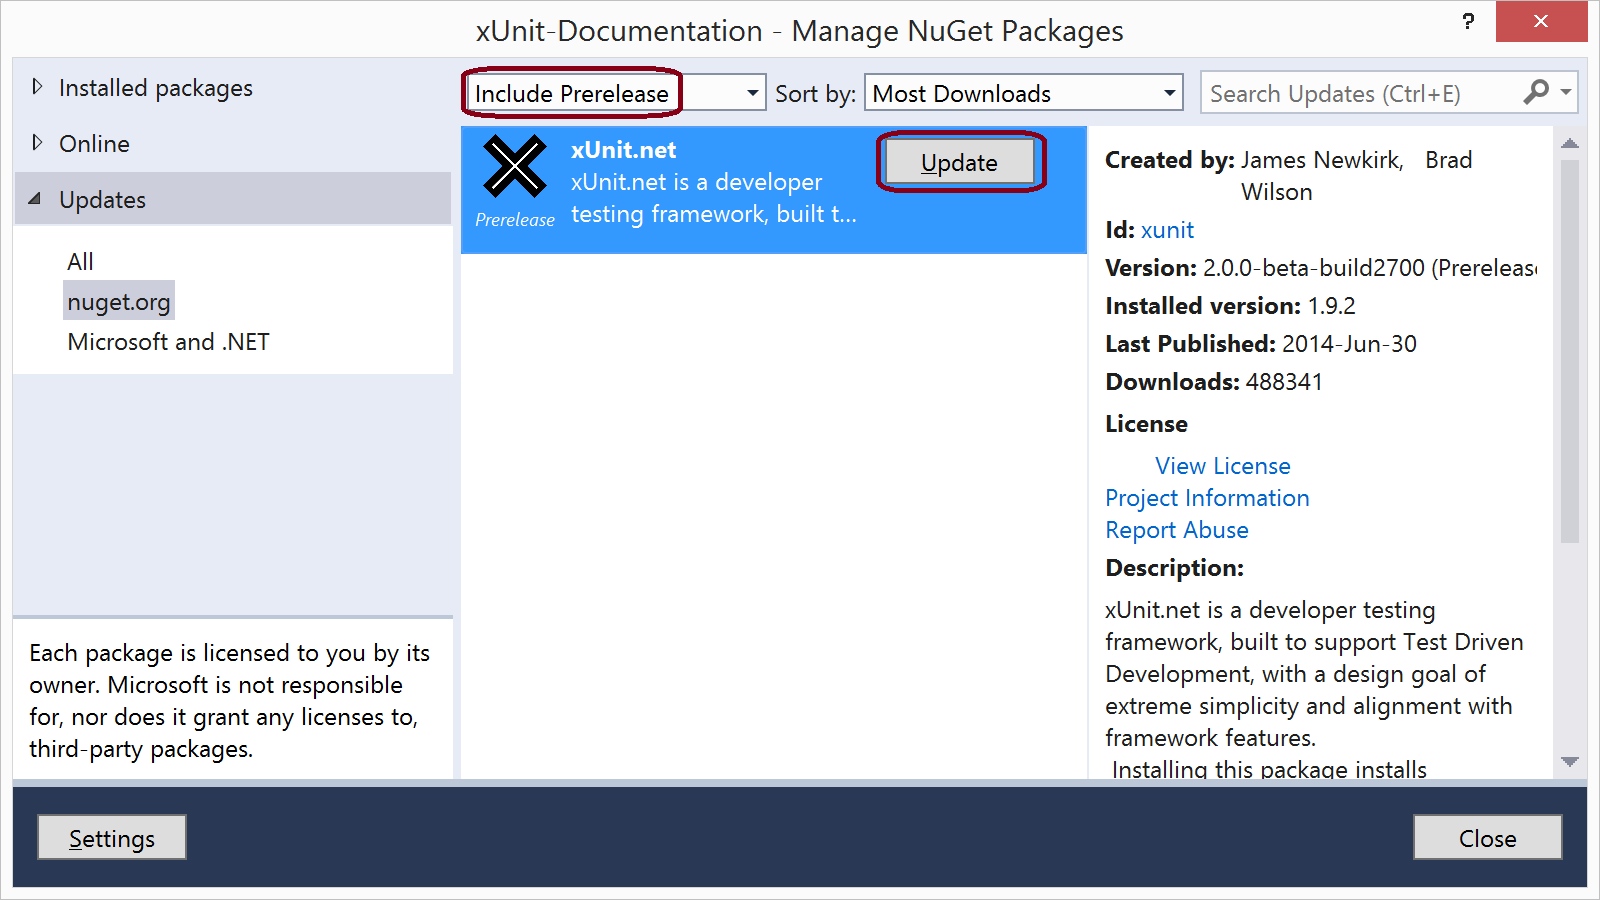 xUnit-Documentation - Manage NuGet Packages
?
Installed packages
Online
Updates
All
nuget.org
Microsoft and .NET
Each package is licensed to you by its
owner. Microsoft is not responsible
for, nor does it grant any licenses to,
third-party packages.
Include Prerelease
Sort by:
Most Downloads
Search Updates (Ctrl+E)
xUnit.net
xUnit.net is a developer
testing framework, built t...
Prerelease
Update
Created by: James Newkirk, Brad
Wilson
Id: xunit
Version: 2.0.0-beta-build2700 (Prerelease
Installed version: 1.9.2
Last Published: 2014-Jun-30
Downloads: 488341
License
View License
Project Information
Report Abuse
Description:
xUnit.net is a developer testing
framework, built to support Test Driven
Development, with a design goal of
extreme simplicity and alignment with
framework features.
Installing this package installs
Settings
Close